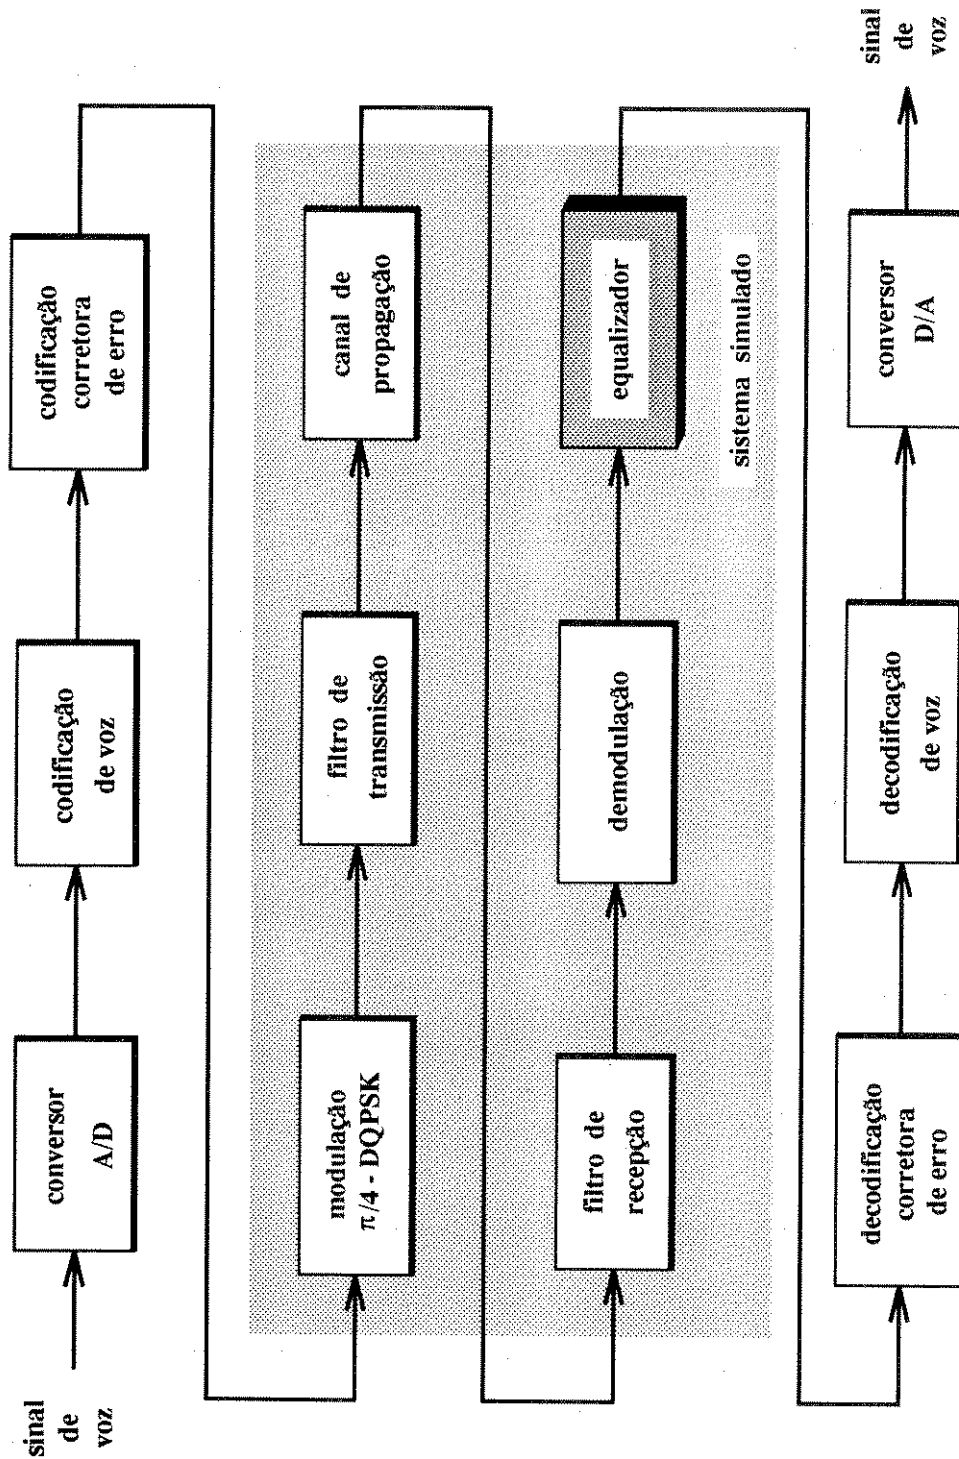 sinal
de
voz
conversor
A/D
codificação
de voz
codificação
corretora
de erro
modulação
π/4 - DQPSK
filtro de
transmissão
canal de
propagação
filtro de
recepção
demodulação
equalizador
sistema simulado
decodificação
corretora
de erro
decodificação
de voz
conversor
D/A
sinal
de
voz